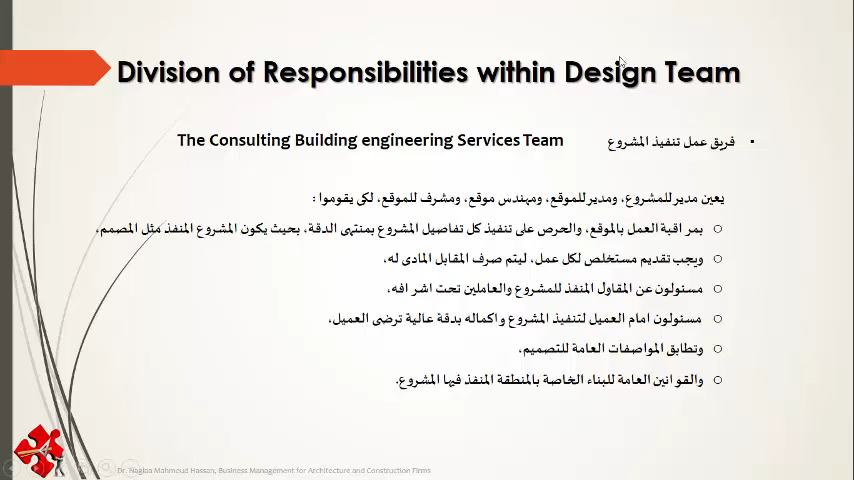 Division of Responsibilities within Design Team
The Consulting Building engineering Services Team
▪ فريق عمل تنفيذ المشروع
يعين مدير للمشروع، ومدير للموقع، ومهندس موقع، ومشرف للموقع، لكى يقوموا :
○ بمراقبة العمل بالموقع، والحرص على تنفيذ كل تفاصيل المشروع بمنتهى الدقة، بحيث يكون المشروع المنفذ مثل المصمم،
○ ويجب تقديم مستخلص لكل عمل، ليتم صرف المقابل المادى له،
○ مسئولون عن المقاول المنفذ للمشروع والعاملين تحت اشرافه،
○ مسئولون امام العميل لتنفيذ المشروع واكماله بدقة عالية ترضى العميل،
○ وتطابق المواصفات العامة للتصميم،
○ والقوانين العامة للبناء الخاصة بالمنطقة المنفذ فيها المشروع.
Dr. Naglaa Mahmoud Hassan, Business Management for Architecture and Construction Firms